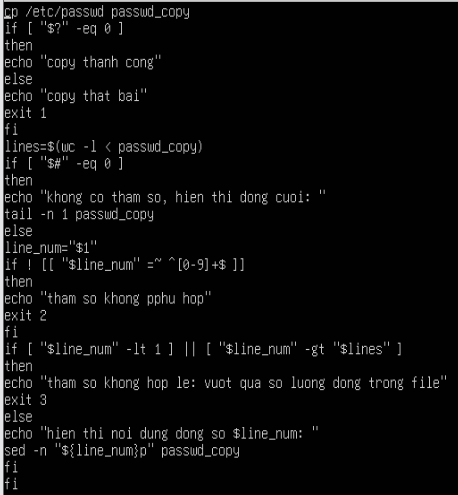 cp /etc/passwd passwd_copy
if [ "$?" -eq 0 ]
then
echo "copy thanh cong"
else
echo "copy that bai"
exit 1
fi
lines=$(wc -l < passwd_copy)
if [ "$#" -eq 0 ]
then
echo "khong co tham so, hien thi dong cuoi: "
tail -n 1 passwd_copy
else
line_num="$1"
if ! [[ "$line_num" =~ ^[0-9]+$ ]]
then
echo "tham so khong pphu hop"
exit 2
fi
if [ "$line_num" -lt 1 ] || [ "$line_num" -gt "$lines" ]
then
echo "tham so khong hop le: vuot qua so luong dong trong file"
exit 3
else
echo "hien thi noi dung dong so $line_num: "
sed -n "${line_num}p" passwd_copy
fi
fi